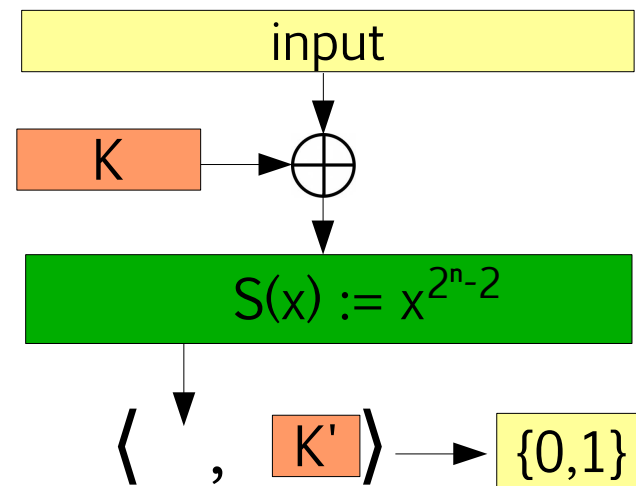 input
K
⊕
S(x) := x^{2^n-2}
⟨ , K' ⟩ {0,1}